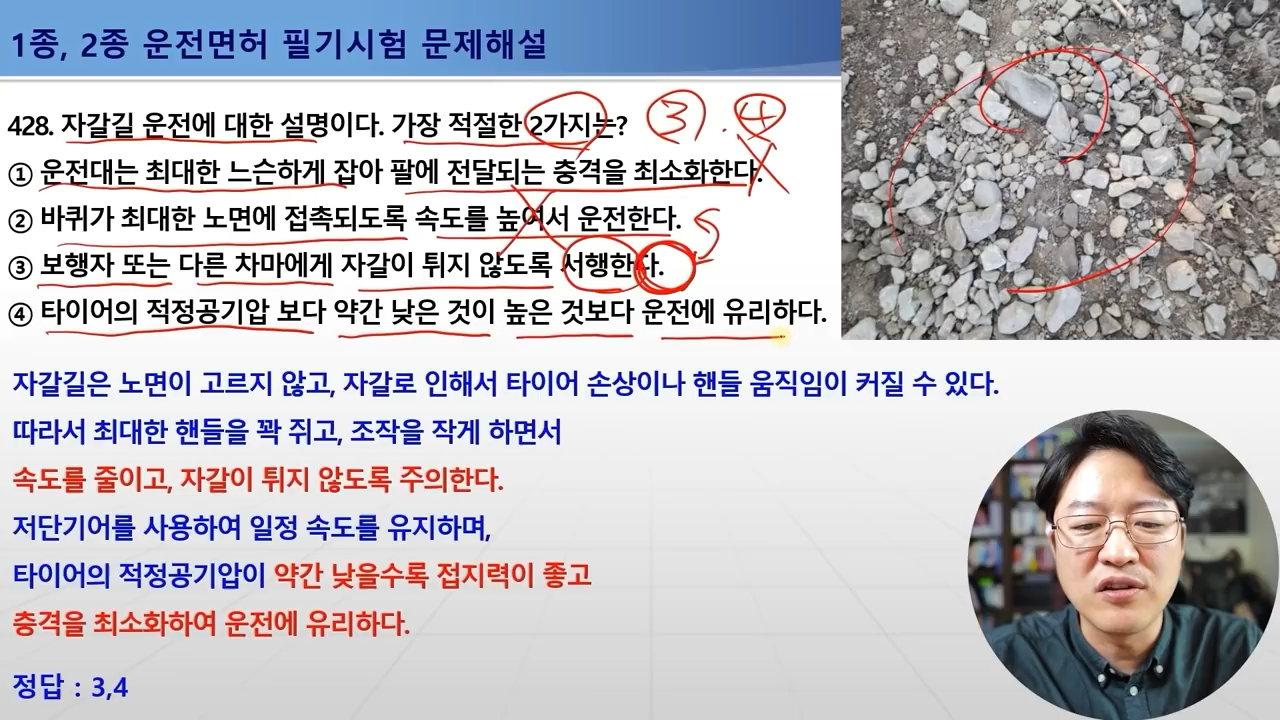 1종, 2종 운전면허 필기시험 문제해설
428. 자갈길 운전에 대한 설명이다. 가장 적절한 2가지는? ③.④
① 운전대는 최대한 느슨하게 잡아 팔에 전달되는 충격을 최소화한다.
② 바퀴가 최대한 노면에 접촉되도록 속도를 높여서 운전한다.
③ 보행자 또는 다른 차마에게 자갈이 튀지 않도록 서행한다.
④ 타이어의 적정공기압 보다 약간 낮은 것이 높은 것보다 운전에 유리하다.
자갈길은 노면이 고르지 않고, 자갈로 인해서 타이어 손상이나 핸들 움직임이 커질 수 있다.
따라서 최대한 핸들을 꽉 쥐고, 조작을 작게 하면서
속도를 줄이고, 자갈이 튀지 않도록 주의한다.
저단기어를 사용하여 일정 속도를 유지하며,
타이어의 적정공기압이 약간 낮을수록 접지력이 좋고
충격을 최소화하여 운전에 유리하다.
정답 : 3,4